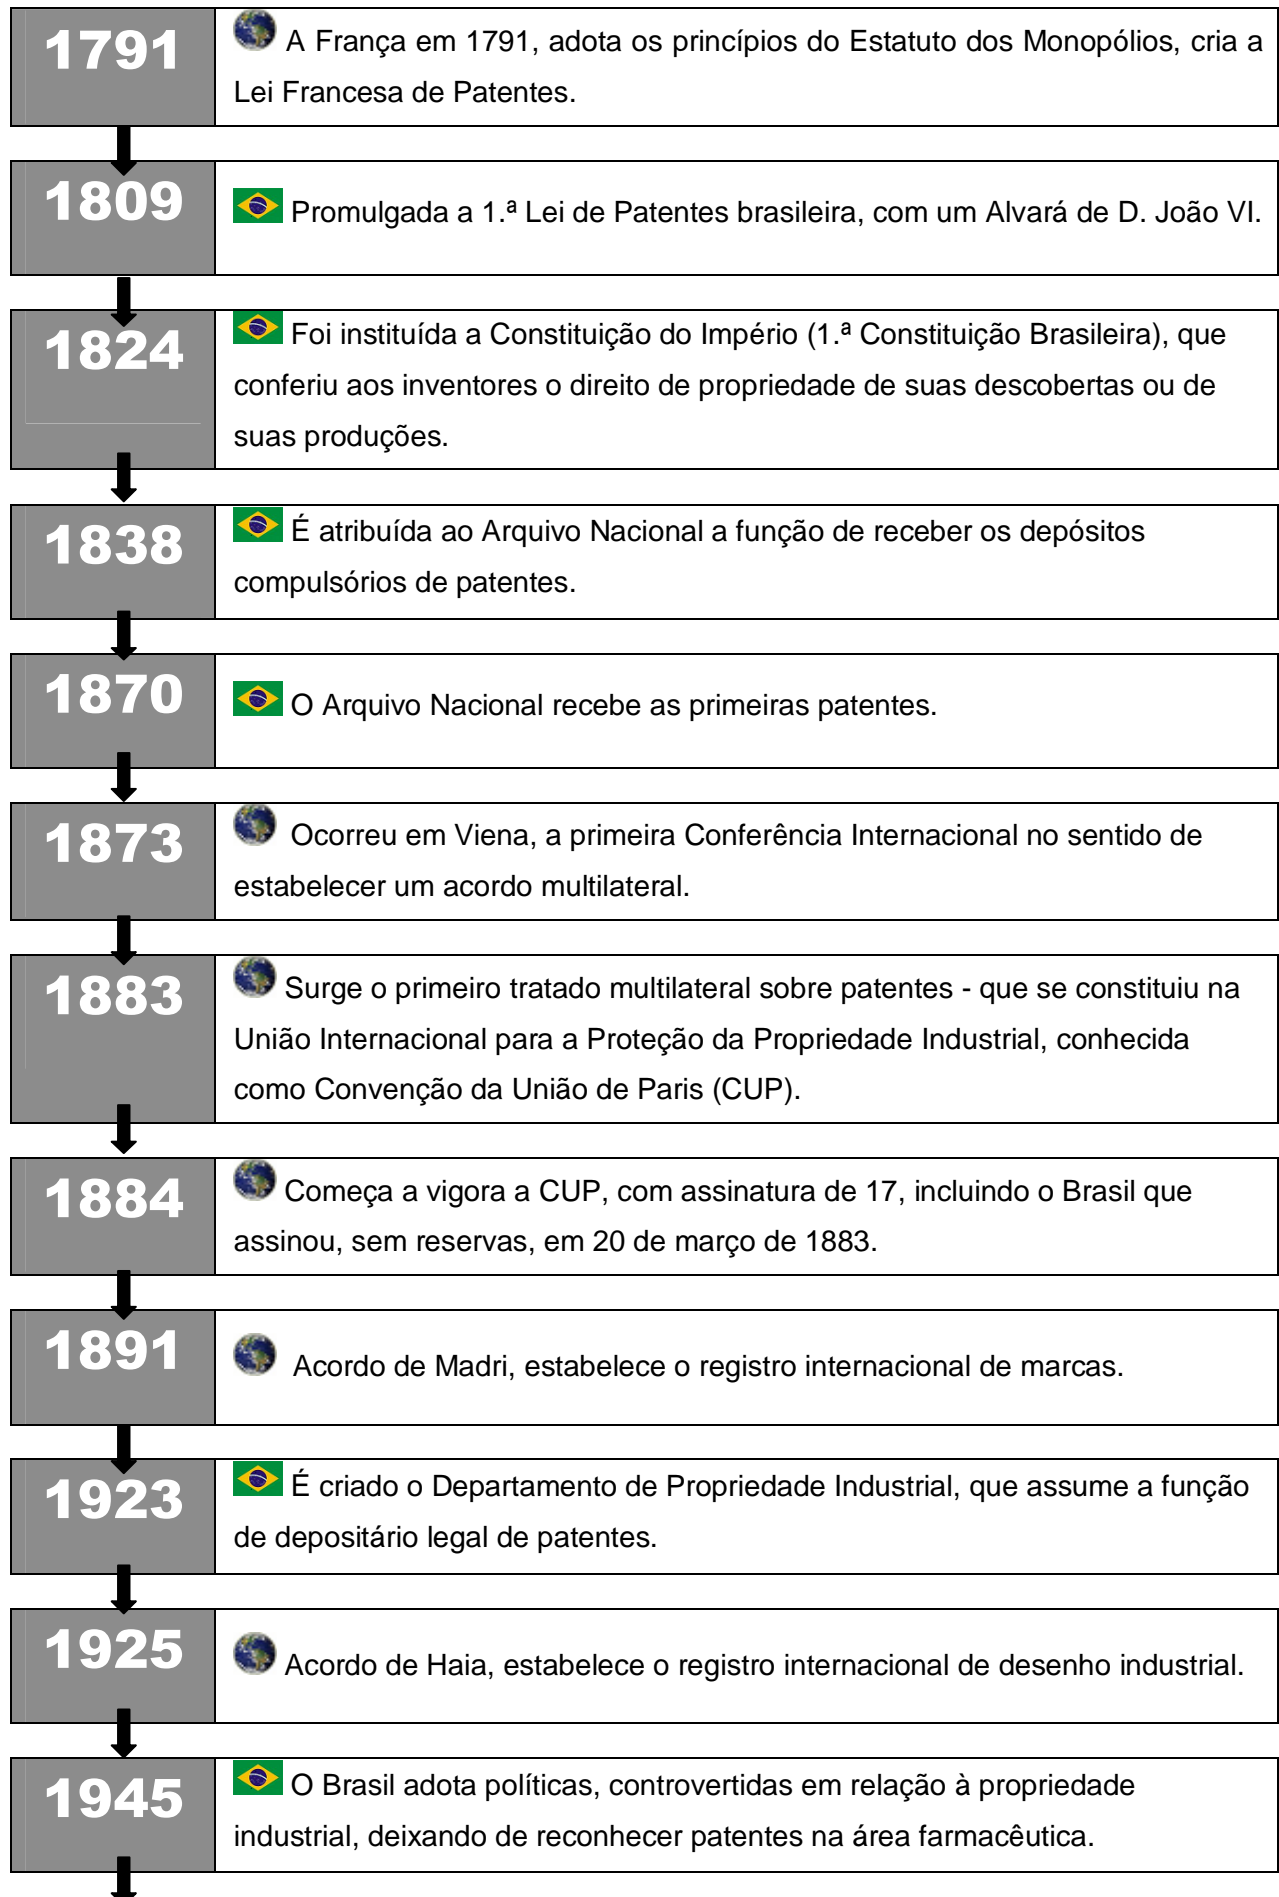 1791
A França em 1791, adota os princípios do Estatuto dos Monopólios, cria a
Lei Francesa de Patentes.
1809
Promulgada a 1.ª Lei de Patentes brasileira, com um Alvará de D. João VI.
1824
Foi instituída a Constituição do Império (1.ª Constituição Brasileira), que
conferiu aos inventores o direito de propriedade de suas descobertas ou de
suas produções.
1838
É atribuída ao Arquivo Nacional a função de receber os depósitos
compulsórios de patentes.
1870
O Arquivo Nacional recebe as primeiras patentes.
1873
Ocorreu em Viena, a primeira Conferência Internacional no sentido de
estabelecer um acordo multilateral.
1883
Surge o primeiro tratado multilateral sobre patentes - que se constituiu na
União Internacional para a Proteção da Propriedade Industrial, conhecida
como Convenção da União de Paris (CUP).
1884
Começa a vigora a CUP, com assinatura de 17, incluindo o Brasil que
assinou, sem reservas, em 20 de março de 1883.
1891
Acordo de Madri, estabelece o registro internacional de marcas.
1923
É criado o Departamento de Propriedade Industrial, que assume a função
de depositário legal de patentes.
1925
Acordo de Haia, estabelece o registro internacional de desenho industrial.
1945
O Brasil adota políticas, controvertidas em relação à propriedade
industrial, deixando de reconhecer patentes na área farmacêutica.